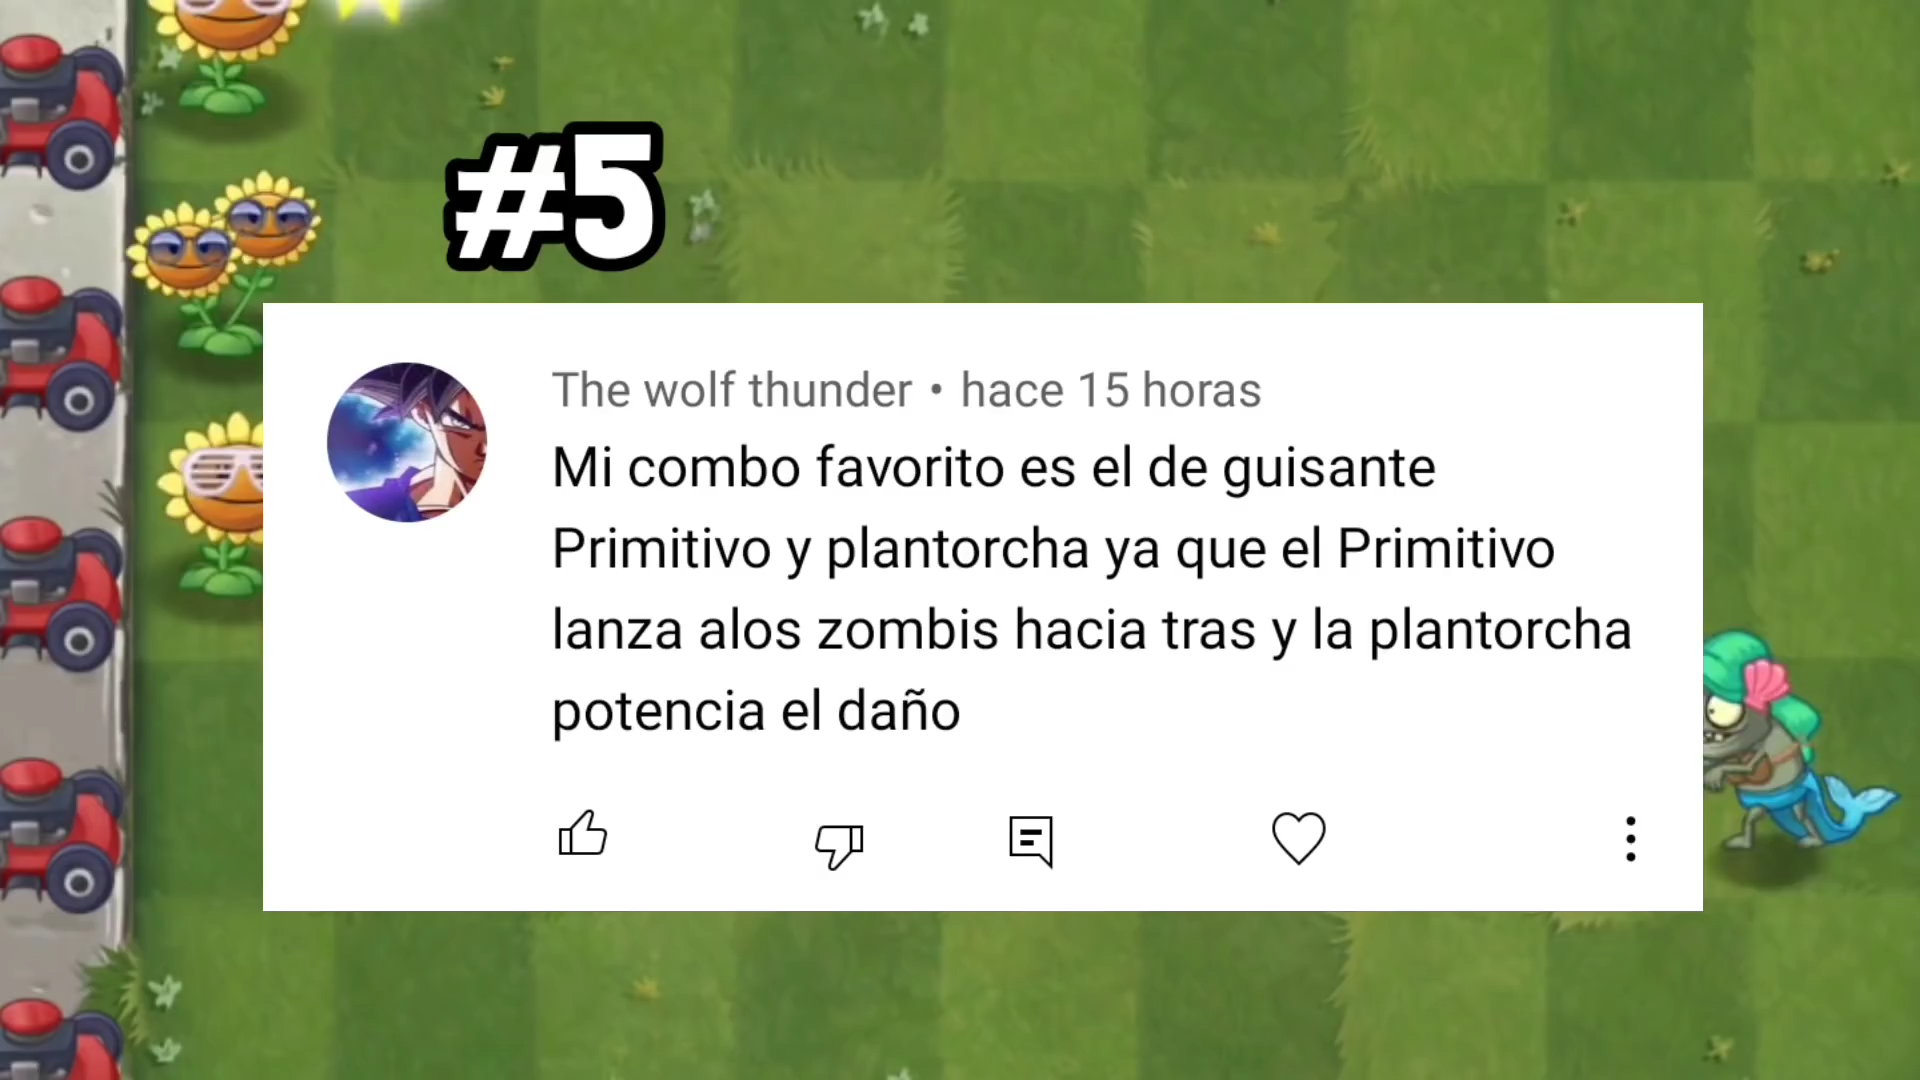 #5
The wolf thunder • hace 15 horas
Mi combo favorito es el de guisante
Primitivo y plantorcha ya que el Primitivo
lanza alos zombis hacia tras y la plantorcha
potencia el daño